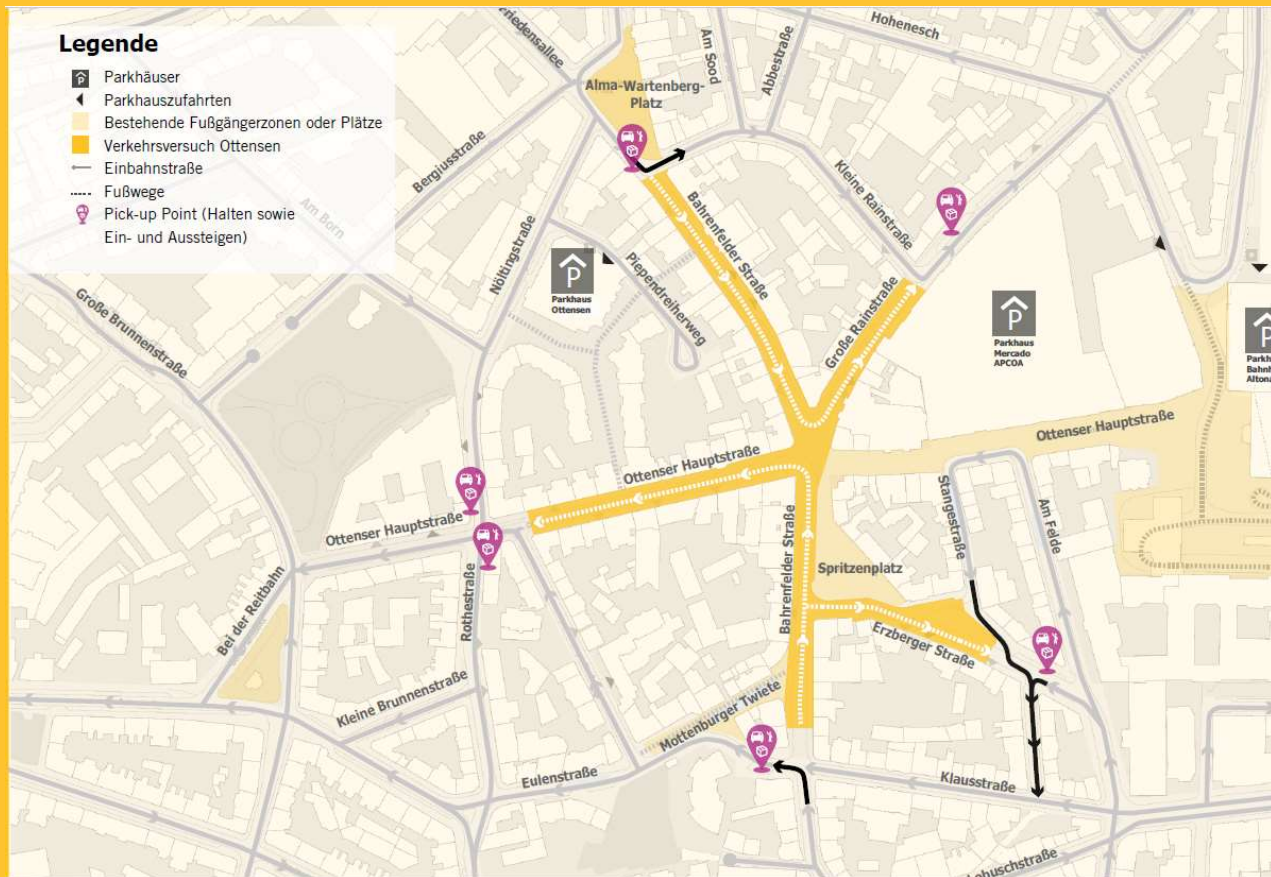 Legende
Parkhäuser
Parkhauszufahrten
Bestehende Fußgängerzonen oder Plätze
Verkehrsversuch Ottensen
Einbahnstraße
Fußwege
Pick-up Point (Halten sowie
Ein- und Aussteigen)
Hohenesch
Am Sood
Abbestraße
Alma-Wartenberg-
Platz
Bergiusstraße
Am Born
Nöltingstraße
Kleine Rainstraße
Bahrenfelder Straße
Piependreiherweg
P
Parkhaus
Ottensen
Große Brunnenstraße
Große Rainstraße
P
Parkhaus
Mercado
APCOA
P
Altona
Ottenser Hauptstraße
Ottenser Hauptstraße
Stangestraße
Am Felde
Ottenser Hauptstraße
Bahrenfelder Straße
Spritzenplatz
Erzberger Straße
Rothestraße
Bei der Reitbahn
Kleine Brunnenstraße
Mottenburger Twiete
Eulenstraße
Klausstraße